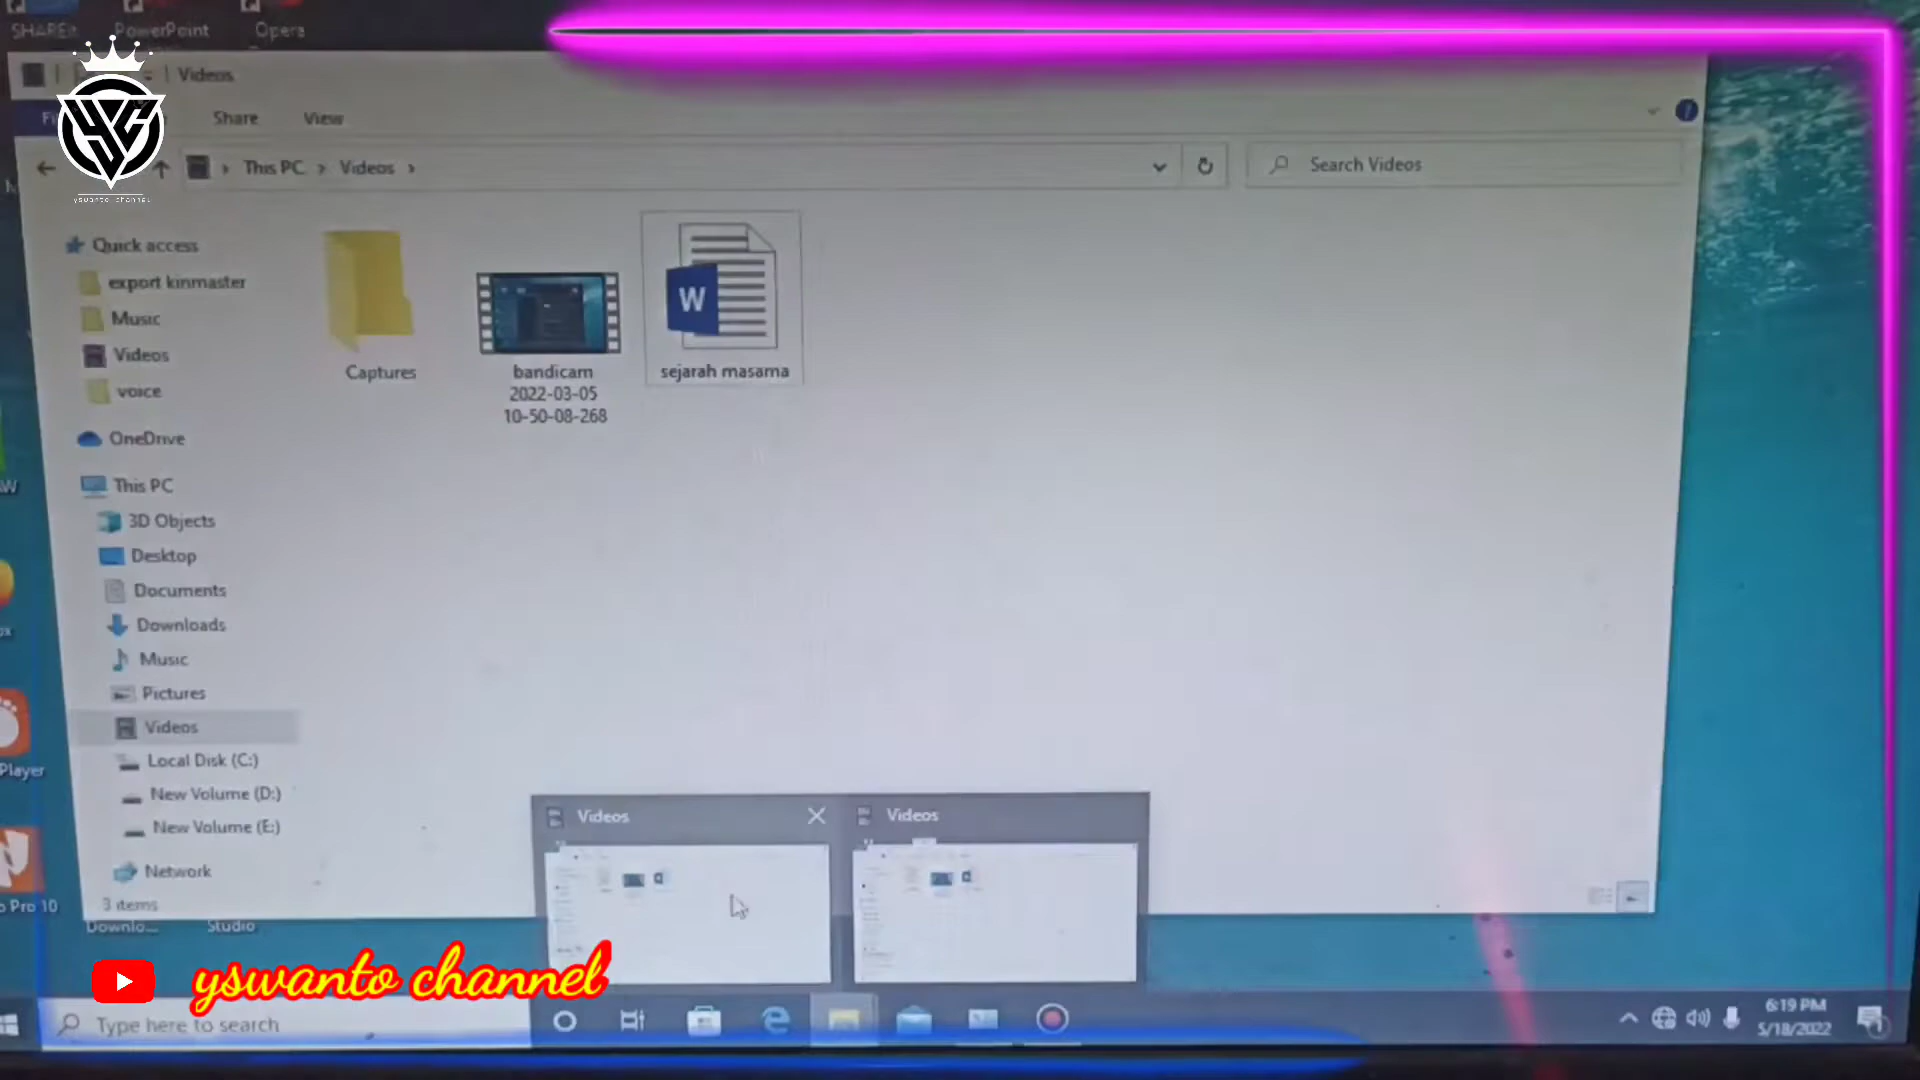 SHAREit
PowerPoint
Opera
Videos
Share
View
This PC
Videos
Search Videos
yswanto channel
Quick access
export kinmaster
Music
Videos
voice
OneDrive
This PC
3D Objects
Desktop
Documents
Downloads
Music
Pictures
Videos
Local Disk (C:)
New Volume (D:)
New Volume (E:)
Network
3 items
Captures
bandicam
2022-03-05
10-50-08-268
W
sejarah masama
Player
Pro 10
Downlo...
Studio
Videos
Videos
yswanto channel
Type here to search
6:19 PM
5/18/2022